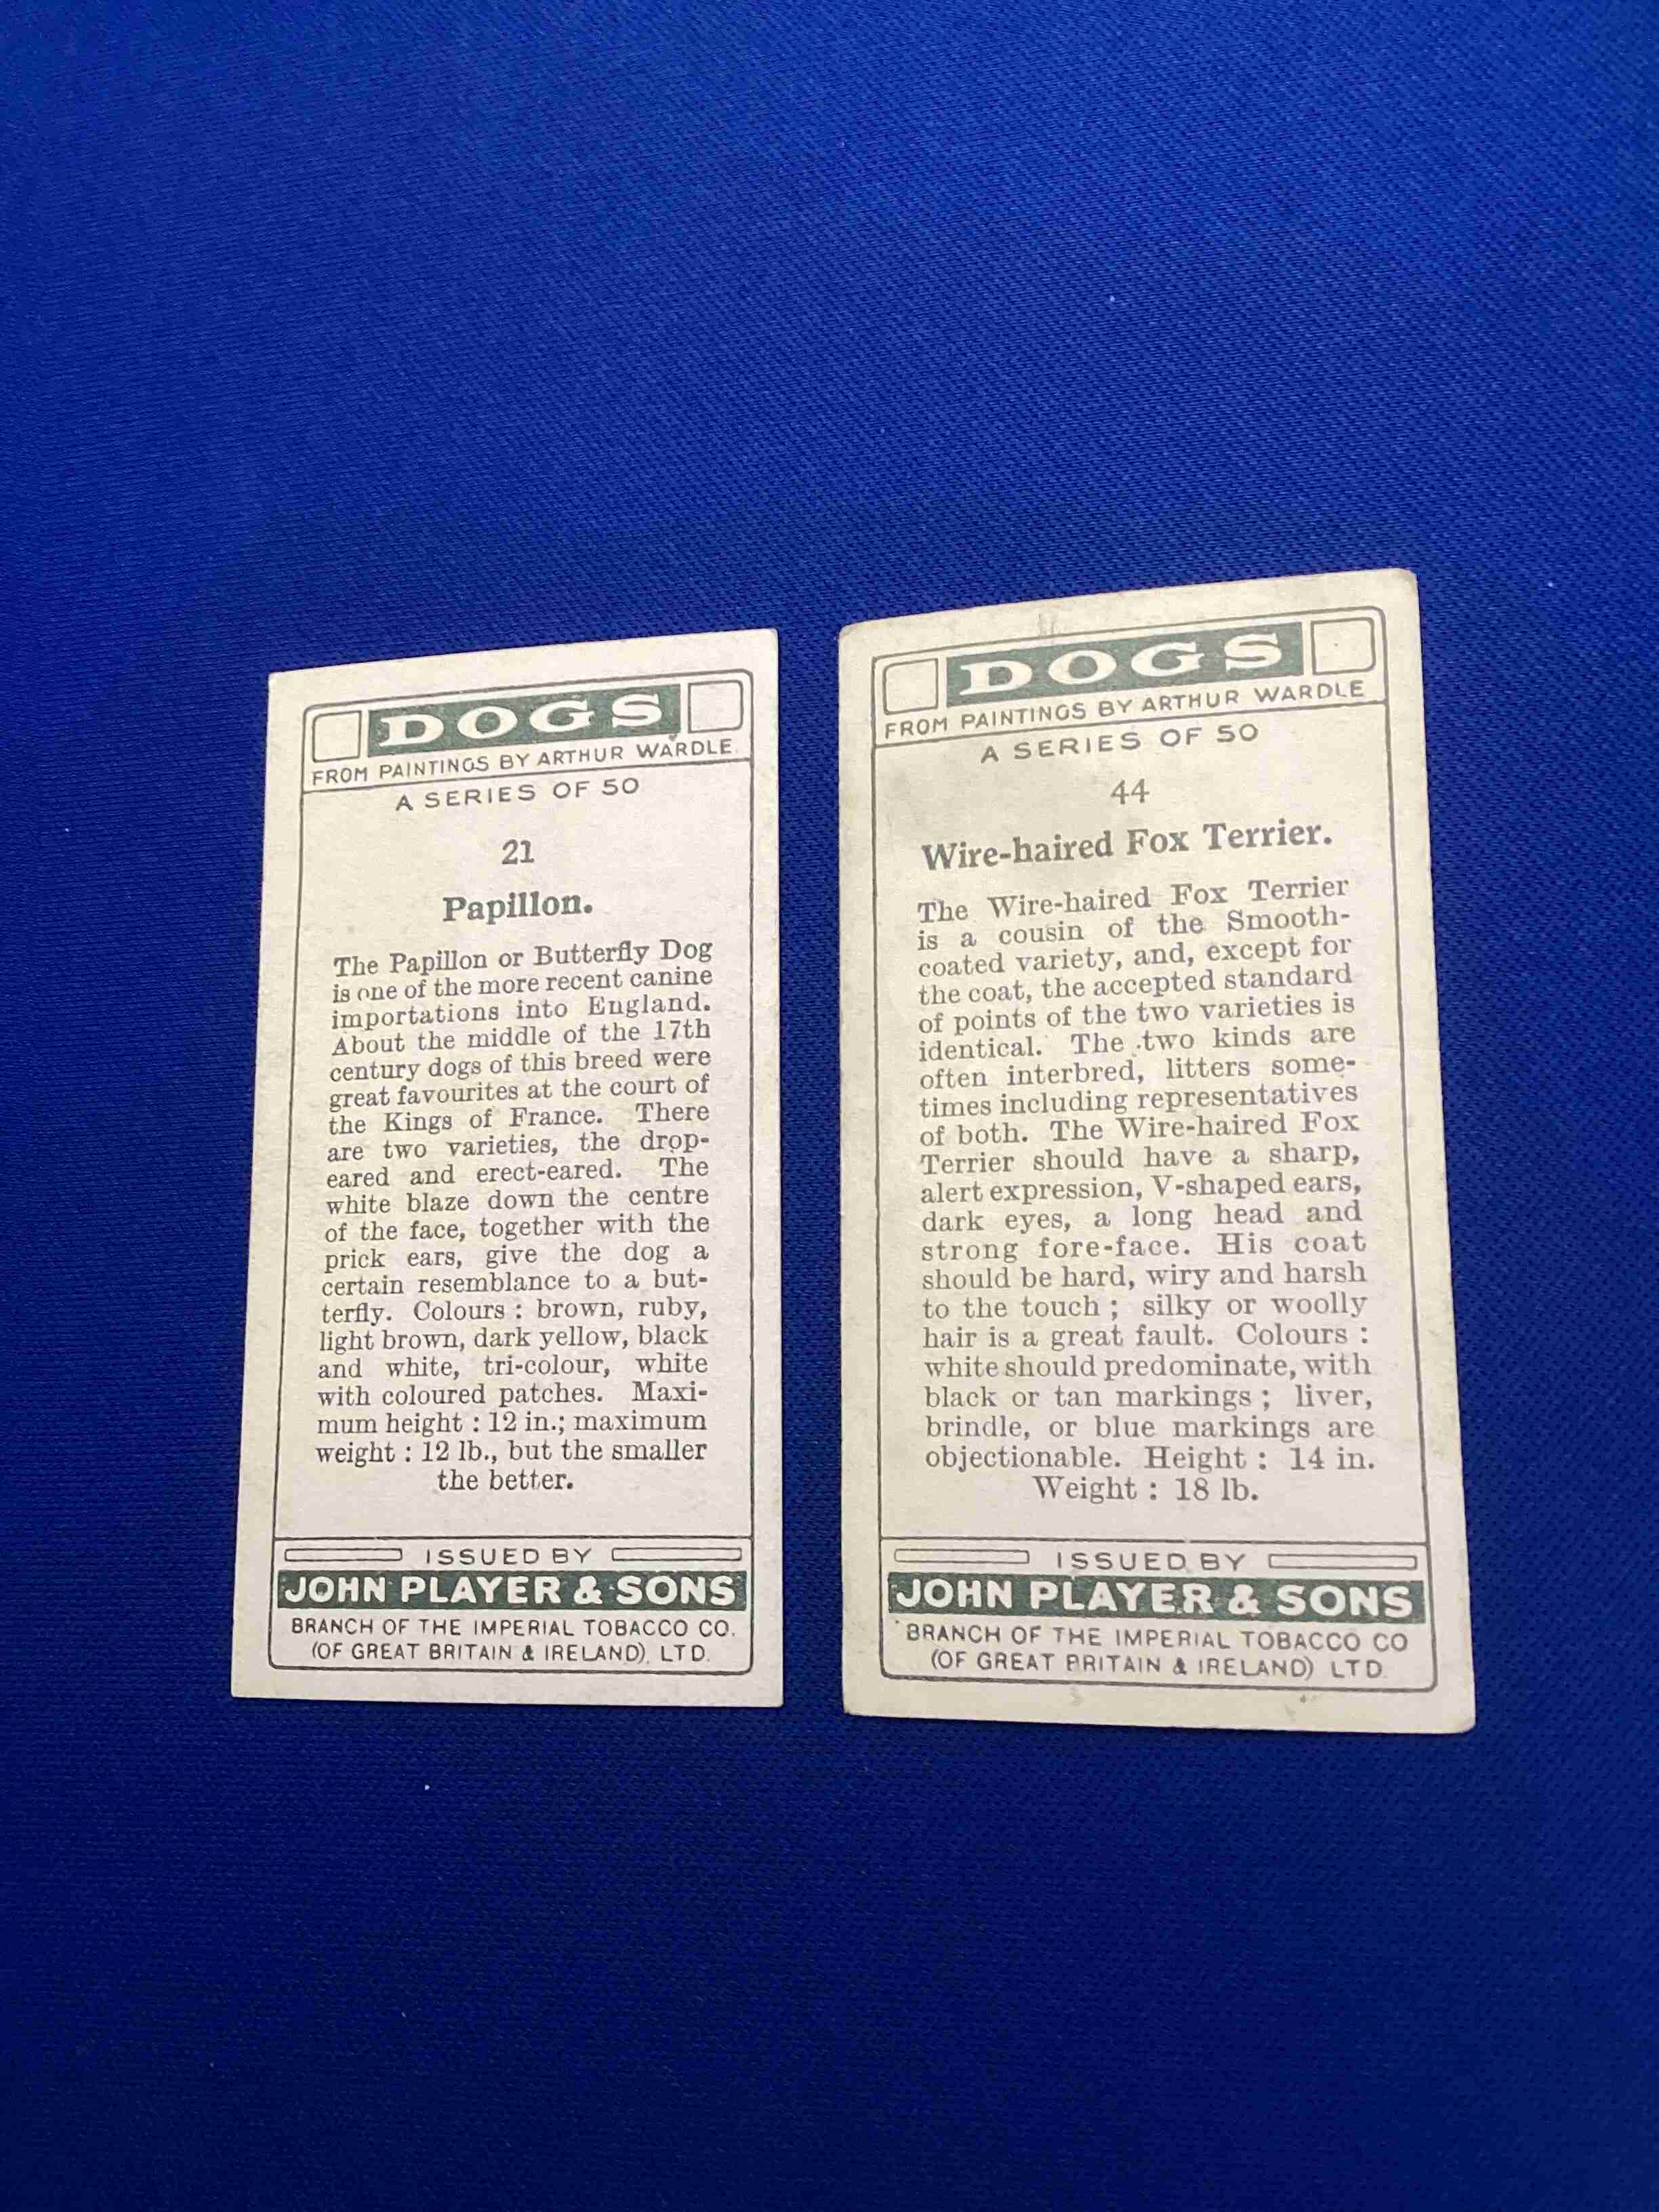 DOGS
FROM PAINTINGS BY ARTHUR WARDLE.
A SERIES OF 50
21
Papillon.
The Papillon or Butterfly Dog
is one of the more recent canine
importations into England.
About the middle of the 17th
century dogs of this breed were
great favourites at the court of
the Kings of France. There
are two varieties, the drop-
eared and erect-eared. The
white blaze down the centre
of the face, together with the
prick ears, give the dog a
certain resemblance to a but-
terfly. Colours : brown, ruby,
light brown, dark yellow, black
and white, tri-colour, white
with coloured patches. Maxi-
mum height : 12 in.; maximum
weight : 12 lb., but the smaller
the better.
ISSUED BY
JOHN PLAYER & SONS
BRANCH OF THE IMPERIAL TOBACCO CO.
(OF GREAT BRITAIN & IRELAND), LTD.
DOGS
FROM PAINTINGS BY ARTHUR WARDLE
A SERIES OF 50
44
Wire-haired Fox Terrier.
The Wire-haired Fox Terrier
is a cousin of the Smooth-
coated variety, and, except for
the coat, the accepted standard
of points of the two varieties is
identical. The two kinds are
often interbred, litters some-
times including representatives
of both. The Wire-haired Fox
Terrier should have a sharp,
alert expression, V-shaped ears,
dark eyes, a long head and
strong fore-face. His coat
should be hard, wiry and harsh
to the touch ; silky or woolly
hair is a great fault. Colours :
white should predominate, with
black or tan markings ; liver,
brindle, or blue markings are
objectionable. Height : 14 in.
Weight : 18 lb.
ISSUED BY
JOHN PLAYER & SONS
BRANCH OF THE IMPERIAL TOBACCO CO
(OF GREAT BRITAIN & IRELAND) LTD